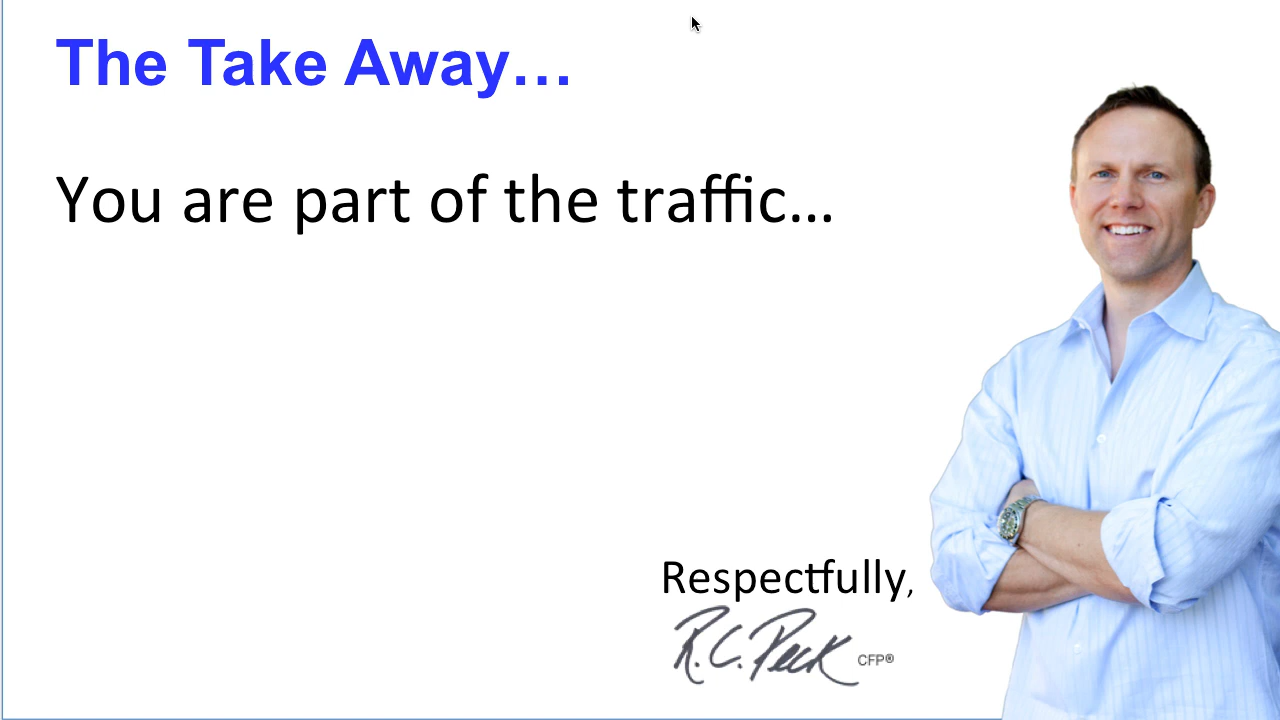 The Take Away...
You are part of the traffic...
Respectfully,
R.C. Peck CFP®